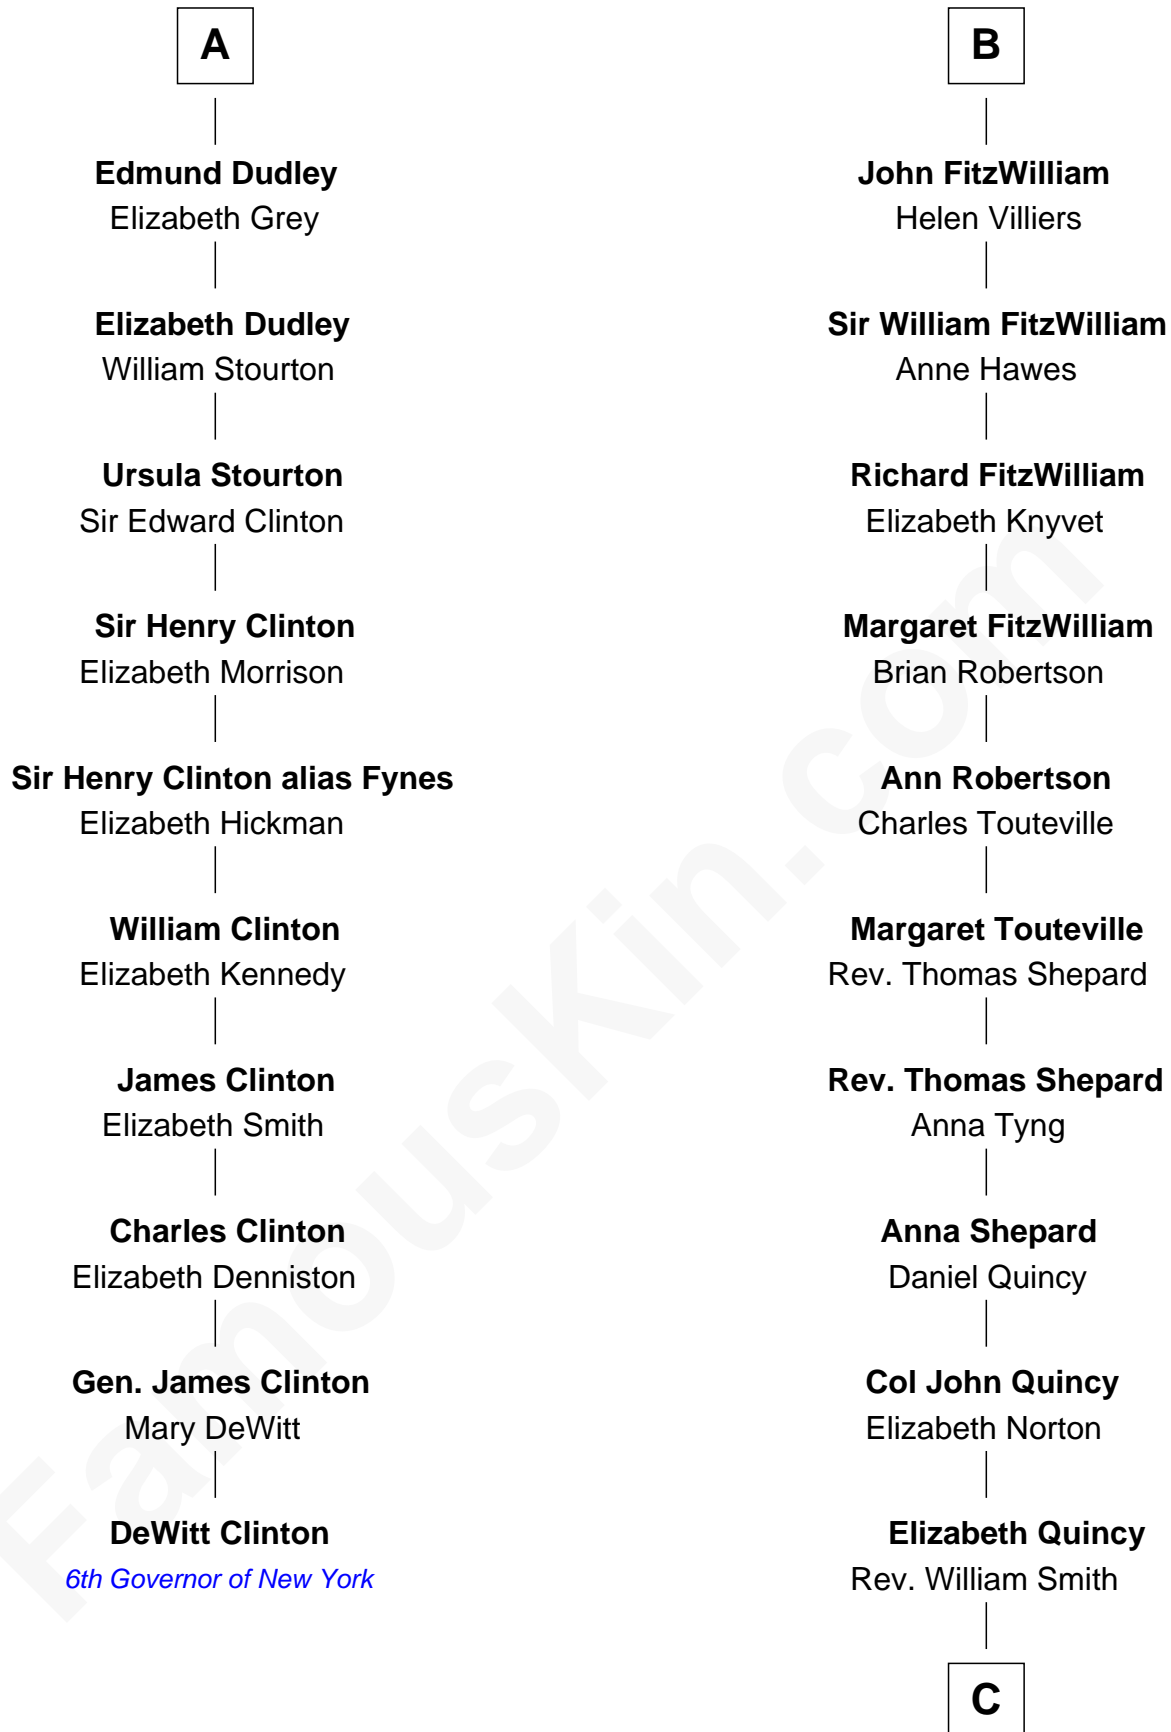 A
Edmund Dudley
Elizabeth Grey
Elizabeth Dudley
William Stourton
Ursula Stourton
Sir Edward Clinton
Sir Henry Clinton
Elizabeth Morrison
Sir Henry Clinton alias Fynes
Elizabeth Hickman
William Clinton
Elizabeth Kennedy
James Clinton
Elizabeth Smith
Charles Clinton
Elizabeth Denniston
Gen. James Clinton
Mary DeWitt
DeWitt Clinton
6th Governor of New York
B
John FitzWilliam
Helen Villiers
Sir William FitzWilliam
Anne Hawes
Richard FitzWilliam
Elizabeth Knyvet
Margaret FitzWilliam
Brian Robertson
Ann Robertson
Charles Touteville
Margaret Touteville
Rev. Thomas Shepard
Rev. Thomas Shepard
Anna Tyng
Anna Shepard
Daniel Quincy
Col John Quincy
Elizabeth Norton
Elizabeth Quincy
Rev. William Smith
C
FamousKin.com